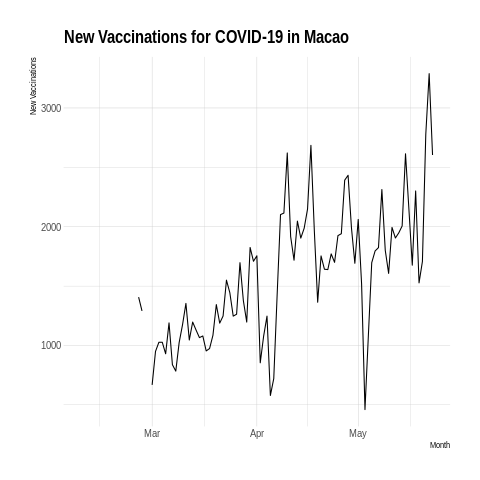 New Vaccinations for COVID-19 in Macao
New Vaccinations
3000
2000
1000
Mar Apr May
Month